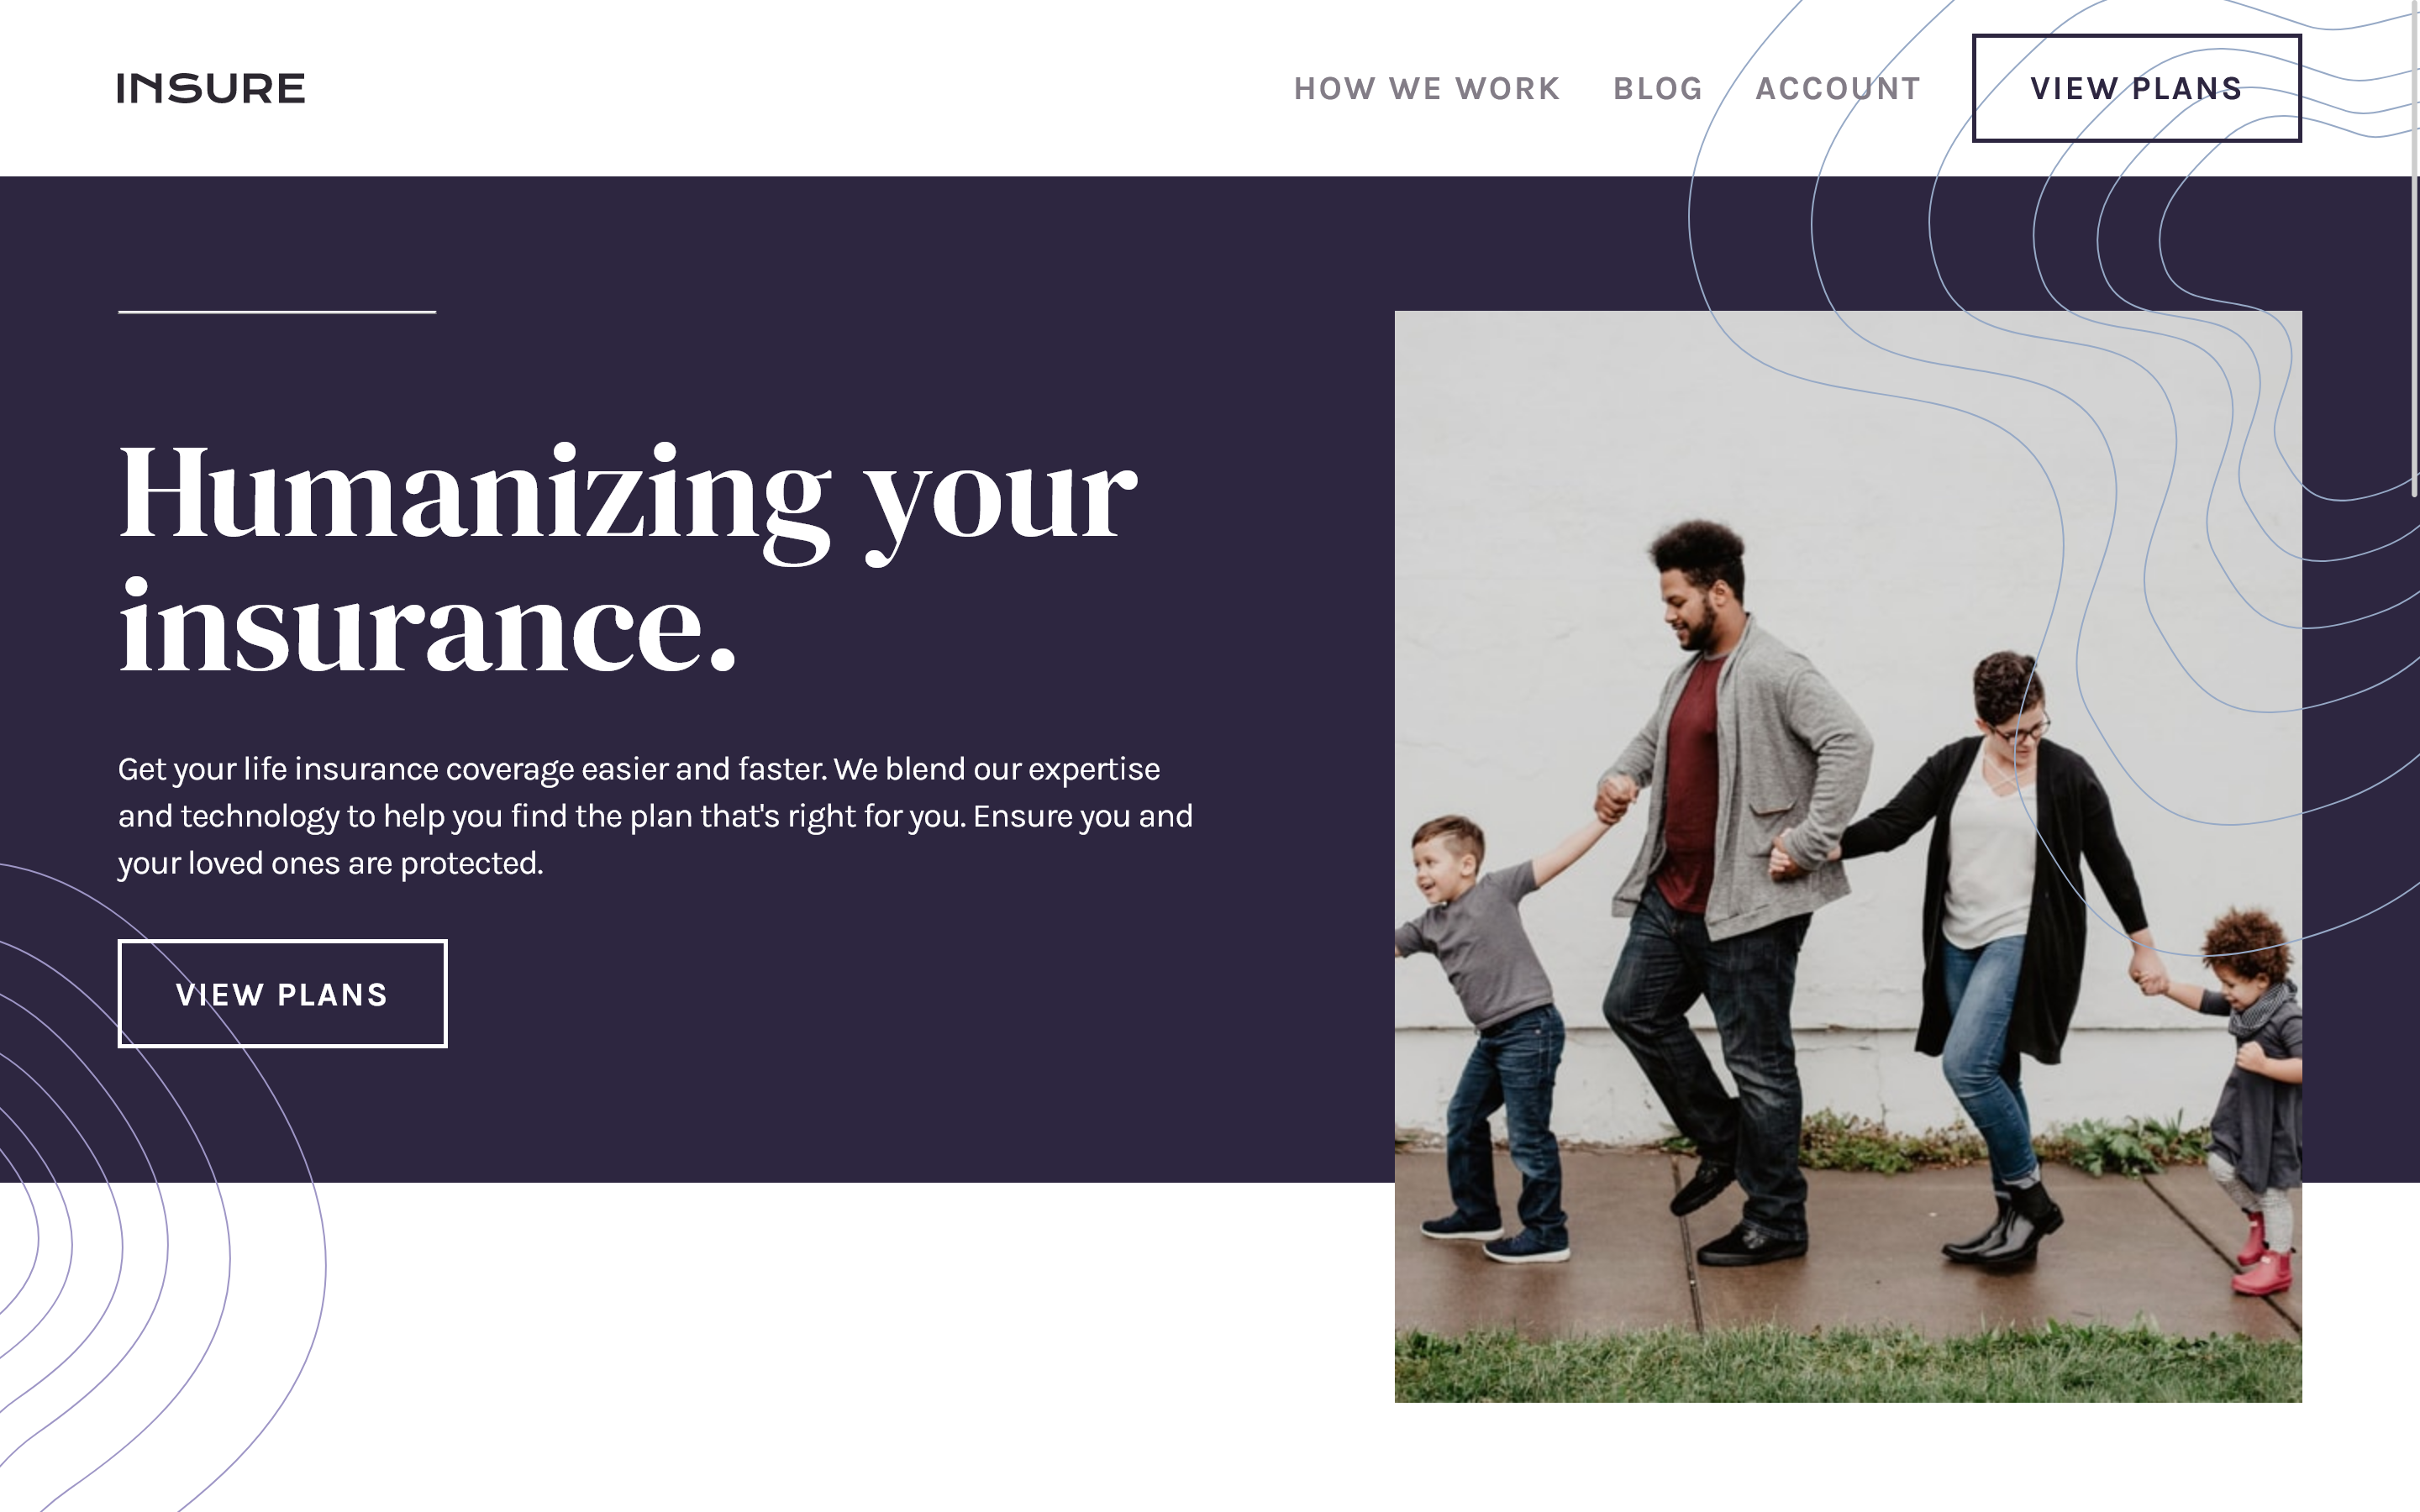 INSURE
HOW WE WORK
BLOG
ACCOUNT
VIEW PLANS
Humanizing your
insurance.
Get your life insurance coverage easier and faster. We blend our expertise
and technology to help you find the plan that's right for you. Ensure you and
your loved ones are protected.
VIEW PLANS